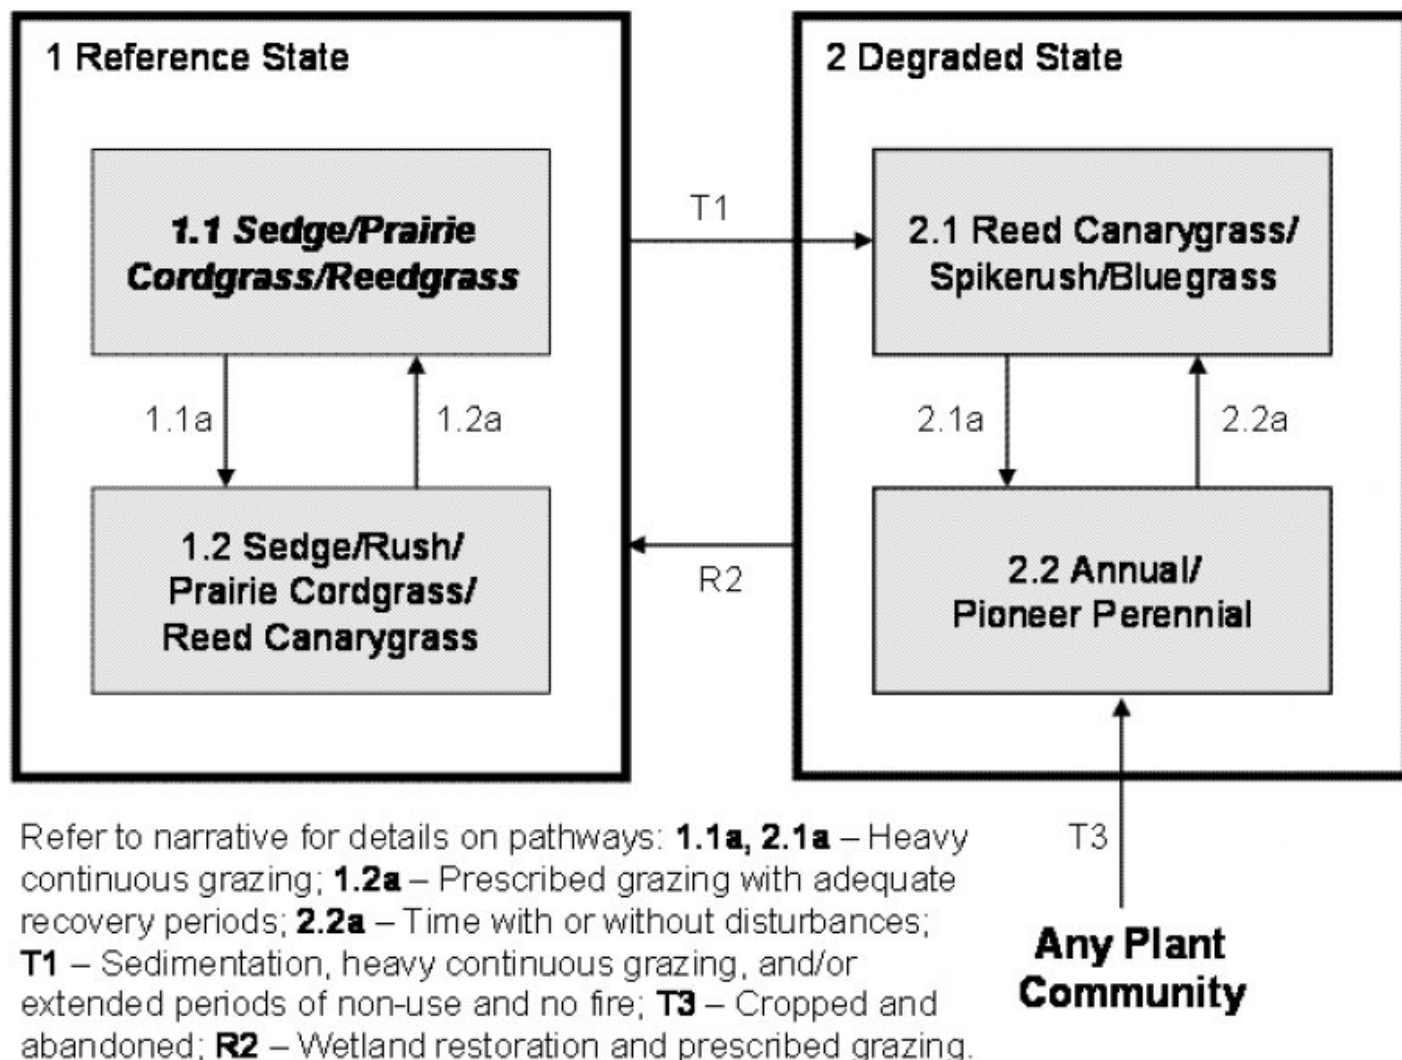 1 Reference State
1.1 Sedge/Prairie
Cordgrass/Reedgrass
1.1a
1.2a
1.2 Sedge/Rush/
Prairie Cordgrass/
Reed Canarygrass
T1
R2
2 Degraded State
2.1 Reed Canarygrass/
Spikerush/Bluegrass
2.1a
2.2a
2.2 Annual/
Pioneer Perennial
T3
Any Plant
Community
Refer to narrative for details on pathways: 1.1a, 2.1a – Heavy
continuous grazing; 1.2a – Prescribed grazing with adequate
recovery periods; 2.2a – Time with or without disturbances;
T1 – Sedimentation, heavy continuous grazing, and/or
extended periods of non-use and no fire; T3 – Cropped and
abandoned; R2 – Wetland restoration and prescribed grazing.